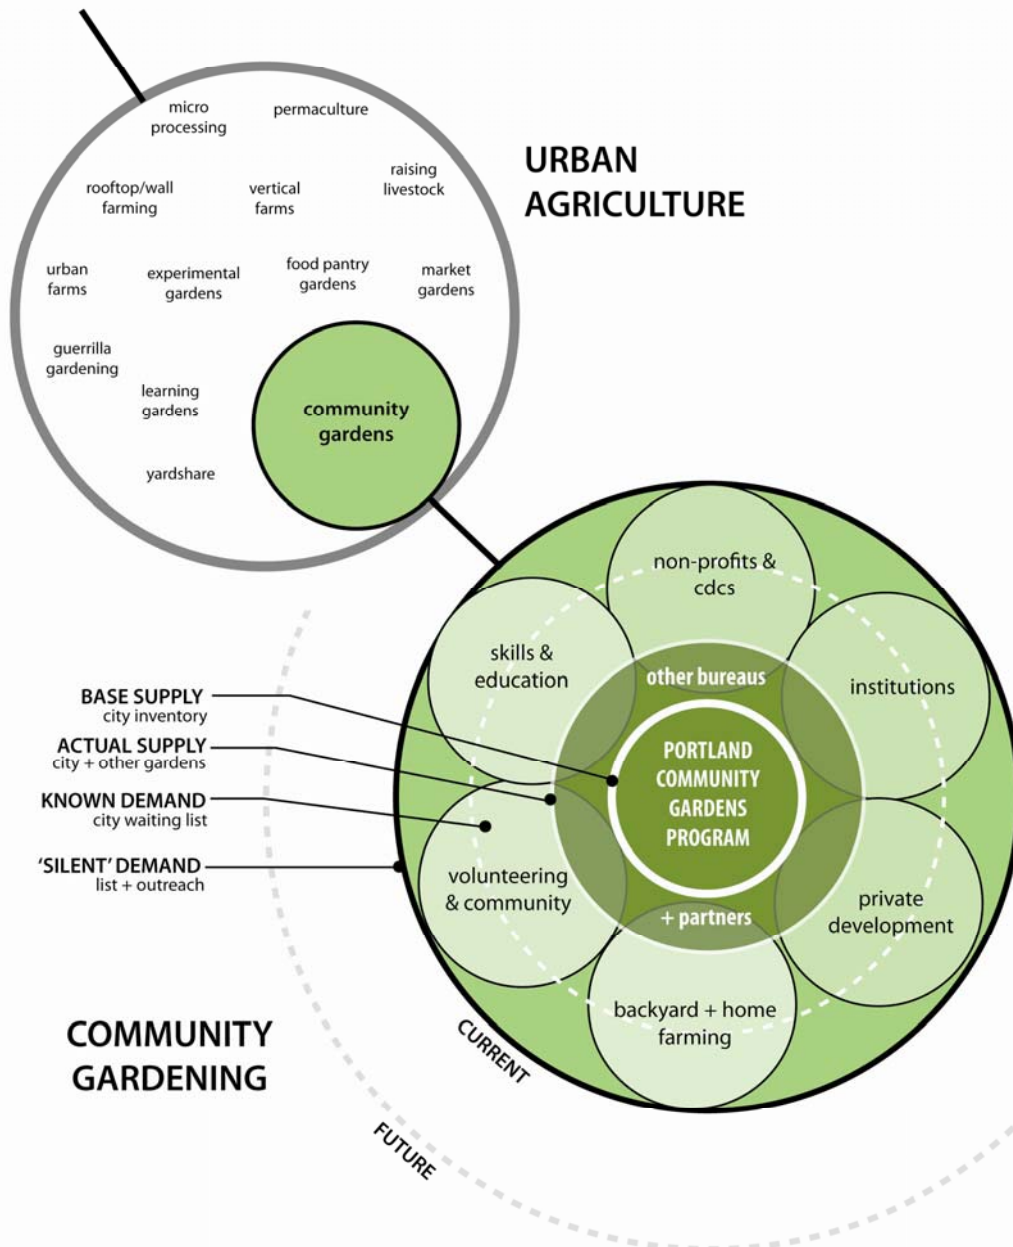 micro
processing
permaculture
URBAN
AGRICULTURE
rooftop/wall
farming
vertical
farms
raising
livestock
urban
farms
experimental
gardens
food pantry
gardens
market
gardens
guerrilla
gardening
learning
gardens
community
gardens
yardshare
non-profits &
cdcs
skills &
education
other bureaus
institutions
BASE SUPPLY
city inventory
ACTUAL SUPPLY
city + other gardens
KNOWN DEMAND
city waiting list
‘SILENT’ DEMAND
list + outreach
PORTLAND
COMMUNITY
GARDENS
PROGRAM
volunteering
& community
+ partners
private
development
backyard + home
farming
COMMUNITY
GARDENING
CURRENT
FUTURE